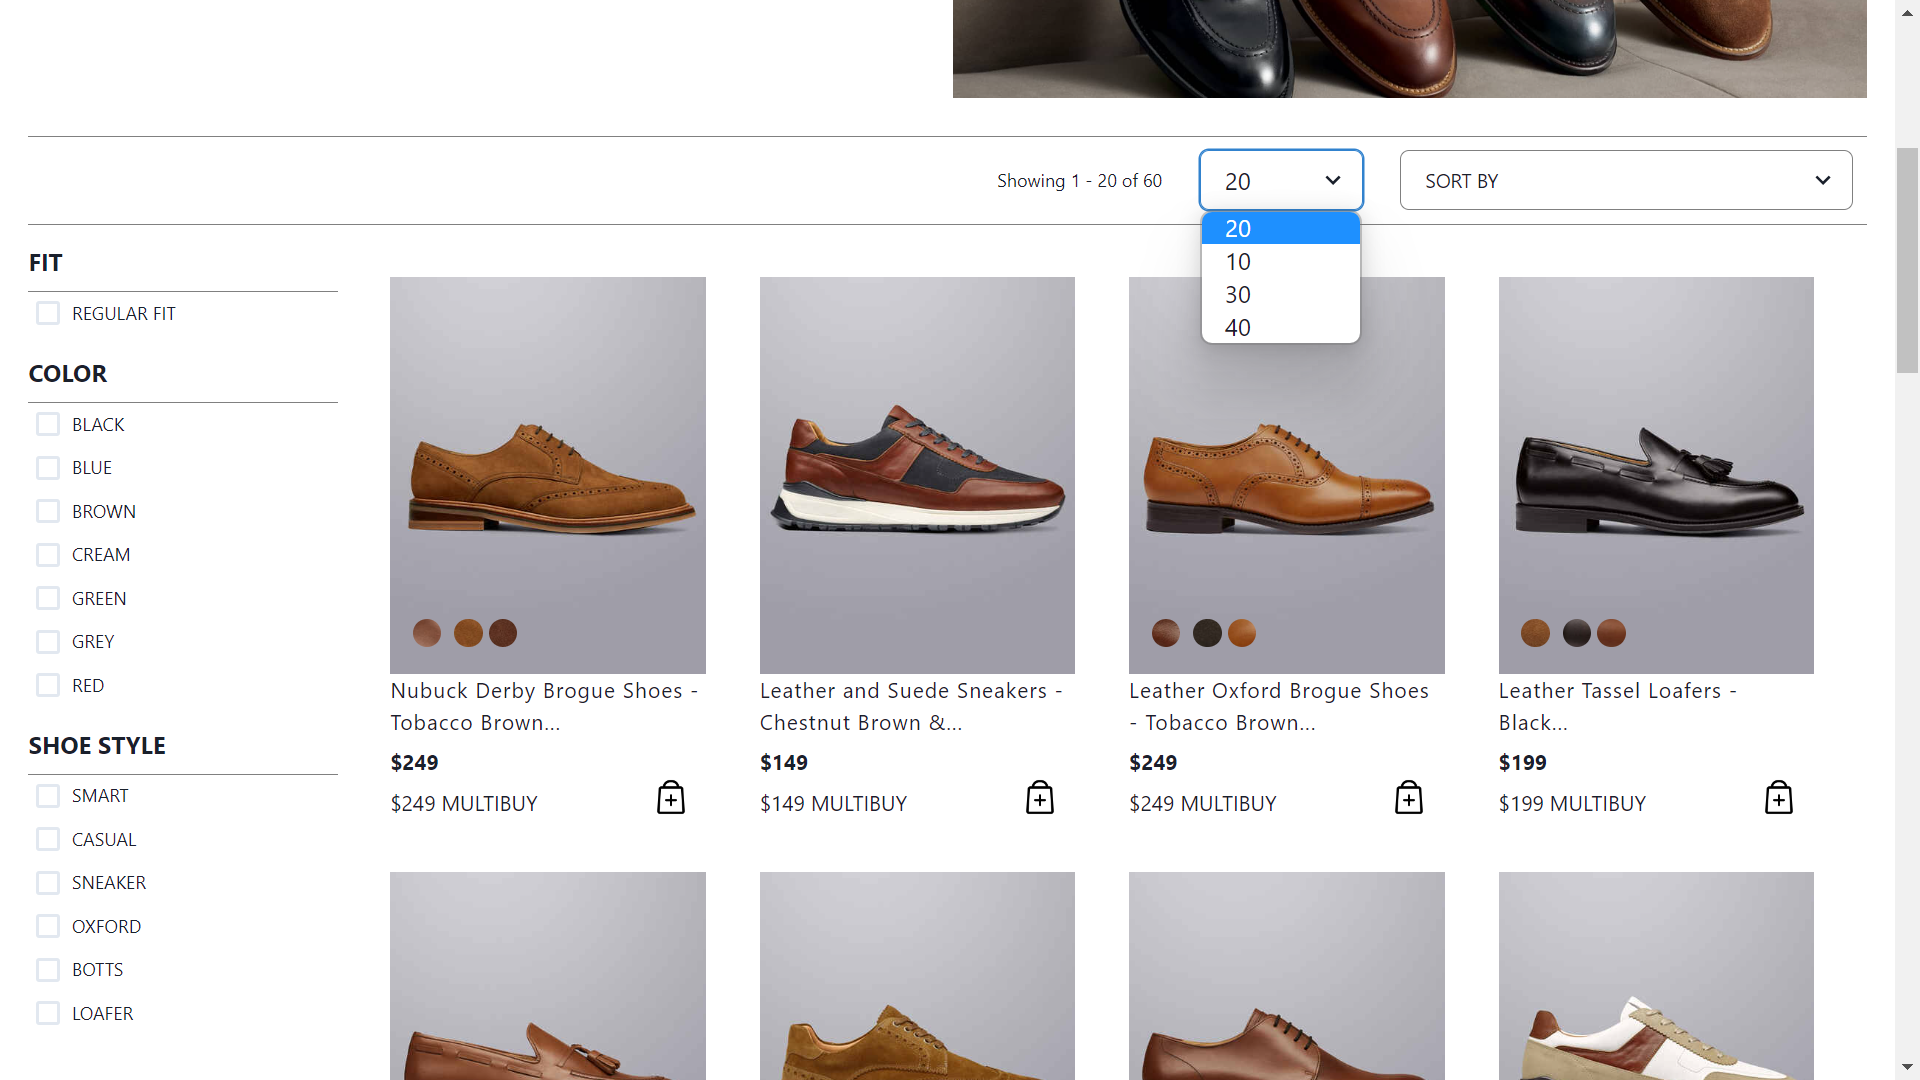 Showing 1 - 20 of 60
20
SORT BY
20
10
30
40
FIT
REGULAR FIT
COLOR
BLACK
BLUE
BROWN
CREAM
GREEN
GREY
RED
SHOE STYLE
SMART
CASUAL
SNEAKER
OXFORD
BOTTS
LOAFER
Nubuck Derby Brogue Shoes -
Tobacco Brown...
$249
$249 MULTIBUY
Leather and Suede Sneakers -
Chestnut Brown &...
$149
$149 MULTIBUY
Leather Oxford Brogue Shoes
- Tobacco Brown...
$249
$249 MULTIBUY
Leather Tassel Loafers -
Black...
$199
$199 MULTIBUY